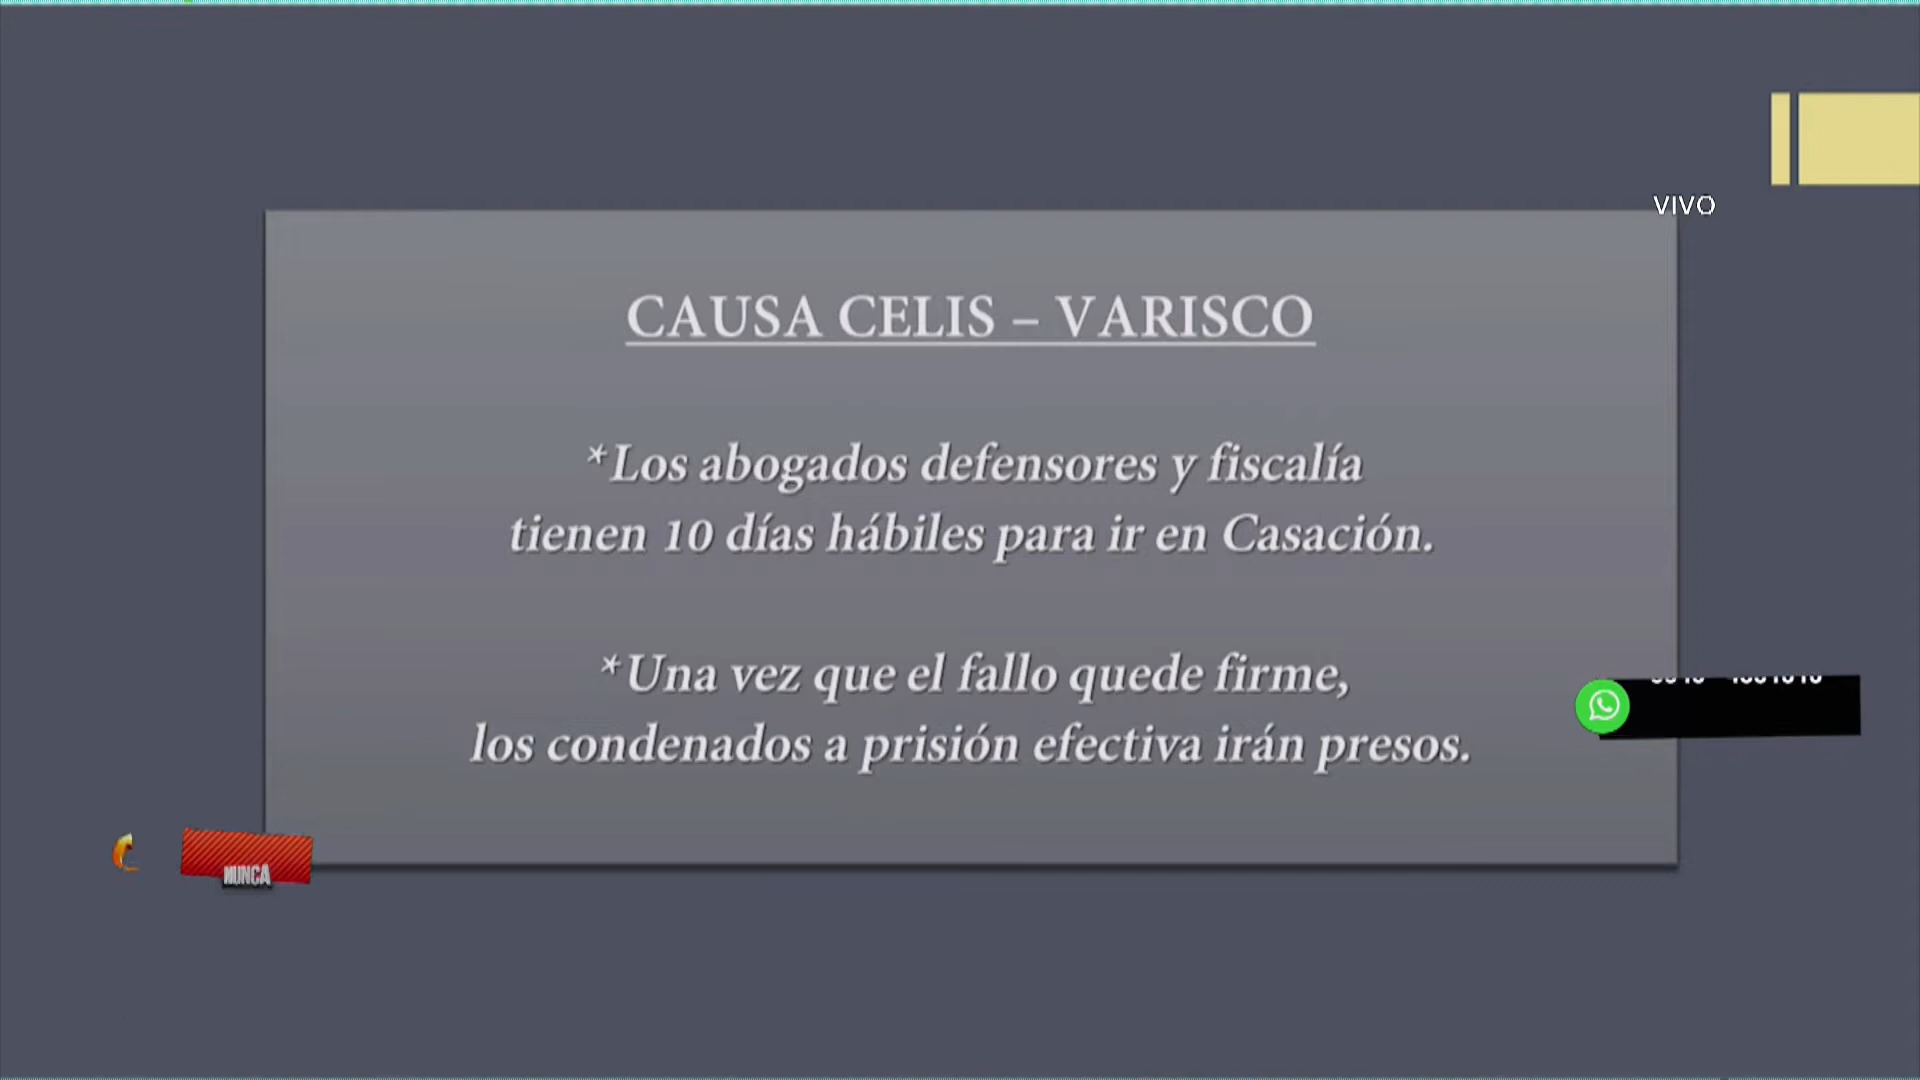 VIVO
CAUSA CELIS – VARISCO
*Los abogados defensores y fiscalía
tienen 10 días hábiles para ir en Casación.
*Una vez que el fallo quede firme,
los condenados a prisión efectiva irán presos.
NUNCA